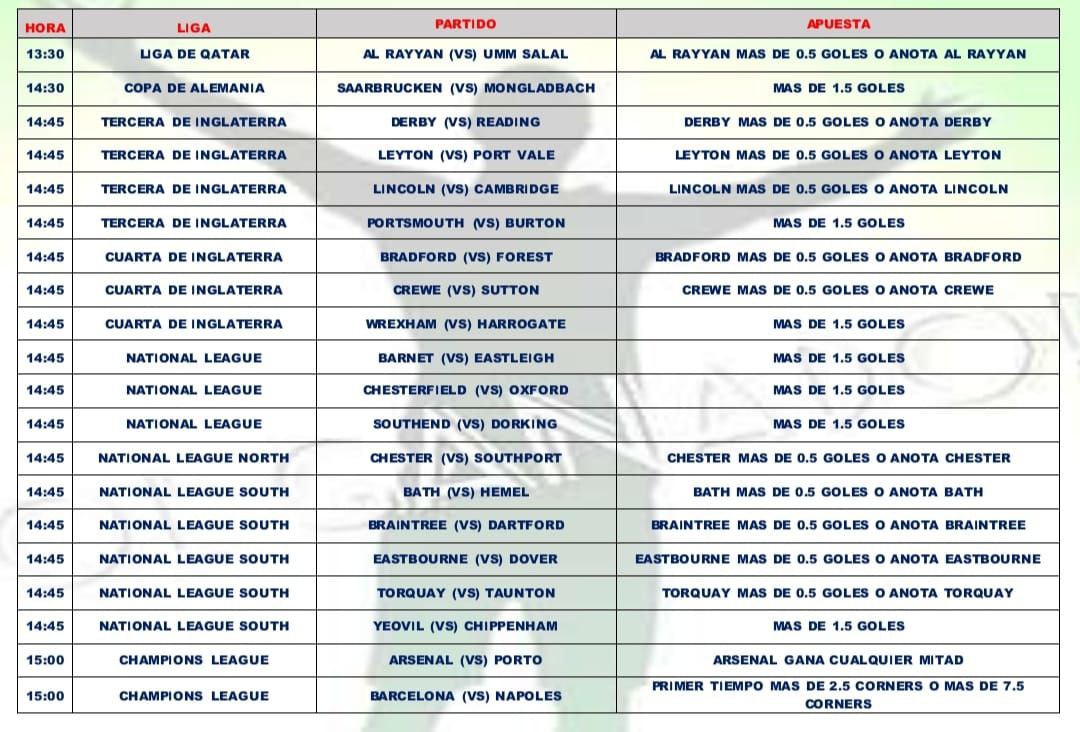 HORA LIGA PARTIDO APUESTA
13:30 LIGA DE QATAR AL RAYYAN (VS) UMM SALAL AL RAYYAN MAS DE 0.5 GOLES O ANOTA AL RAYYAN
14:30 COPA DE ALEMANIA SAARBRUCKEN (VS) MONGLADBACH MAS DE 1.5 GOLES
14:45 TERCERA DE INGLATERRA DERBY (VS) READING DERBY MAS DE 0.5 GOLES O ANOTA DERBY
14:45 TERCERA DE INGLATERRA LEYTON (VS) PORT VALE LEYTON MAS DE 0.5 GOLES O ANOTA LEYTON
14:45 TERCERA DE INGLATERRA LINCOLN (VS) CAMBRIDGE LINCOLN MAS DE 0.5 GOLES O ANOTA LINCOLN
14:45 TERCERA DE INGLATERRA PORTSMOUTH (VS) BURTON MAS DE 1.5 GOLES
14:45 CUARTA DE INGLATERRA BRADFORD (VS) FOREST BRADFORD MAS DE 0.5 GOLES O ANOTA BRADFORD
14:45 CUARTA DE INGLATERRA CREWE (VS) SUTTON CREWE MAS DE 0.5 GOLES O ANOTA CREWE
14:45 CUARTA DE INGLATERRA WREXHAM (VS) HARROGATE MAS DE 1.5 GOLES
14:45 NATIONAL LEAGUE BARNET (VS) EASTLEIGH MAS DE 1.5 GOLES
14:45 NATIONAL LEAGUE CHESTERFIELD (VS) OXFORD MAS DE 1.5 GOLES
14:45 NATIONAL LEAGUE SOUTHEND (VS) DORKING MAS DE 1.5 GOLES
14:45 NATIONAL LEAGUE NORTH CHESTER (VS) SOUTHPORT CHESTER MAS DE 0.5 GOLES O ANOTA CHESTER
14:45 NATIONAL LEAGUE SOUTH BATH (VS) HEMEL BATH MAS DE 0.5 GOLES O ANOTA BATH
14:45 NATIONAL LEAGUE SOUTH BRAINTREE (VS) DARTFORD BRAINTREE MAS DE 0.5 GOLES O ANOTA BRAINTREE
14:45 NATIONAL LEAGUE SOUTH EASTBOURNE (VS) DOVER EASTBOURNE MAS DE 0.5 GOLES O ANOTA EASTBOURNE
14:45 NATIONAL LEAGUE SOUTH TORQUAY (VS) TAUNTON TORQUAY MAS DE 0.5 GOLES O ANOTA TORQUAY
14:45 NATIONAL LEAGUE SOUTH YEOVIL (VS) CHIPPENHAM MAS DE 1.5 GOLES
15:00 CHAMPIONS LEAGUE ARSENAL (VS) PORTO ARSENAL GANA CUALQUIER MITAD
15:00 CHAMPIONS LEAGUE BARCELONA (VS) NAPOLES PRIMER TIEMPO MAS DE 2.5 CORNERS O MAS DE 7.5
CORNERS